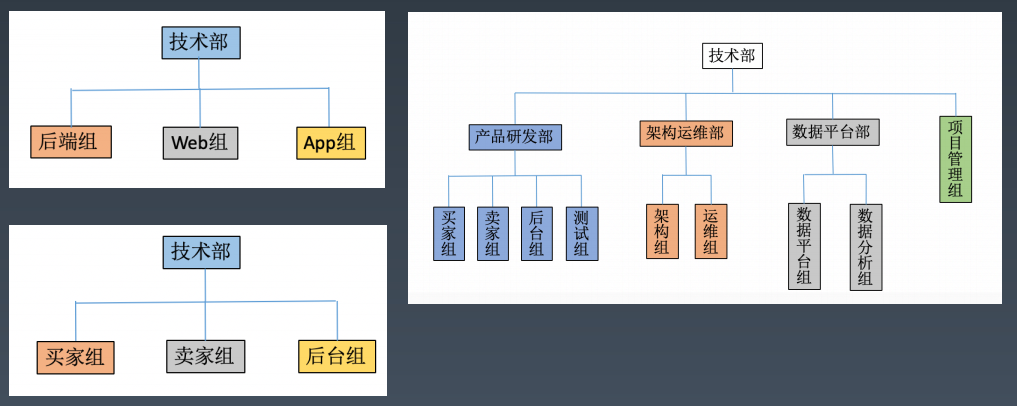 技术部
后端组
Web组
App组
技术部
买家组
卖家组
后台组
技术部
产品研发部
架构运维部
数据平台部
项目管理组
买家组
卖家组
后台组
测试组
架构组
运维组
数据平台组
数据分析组